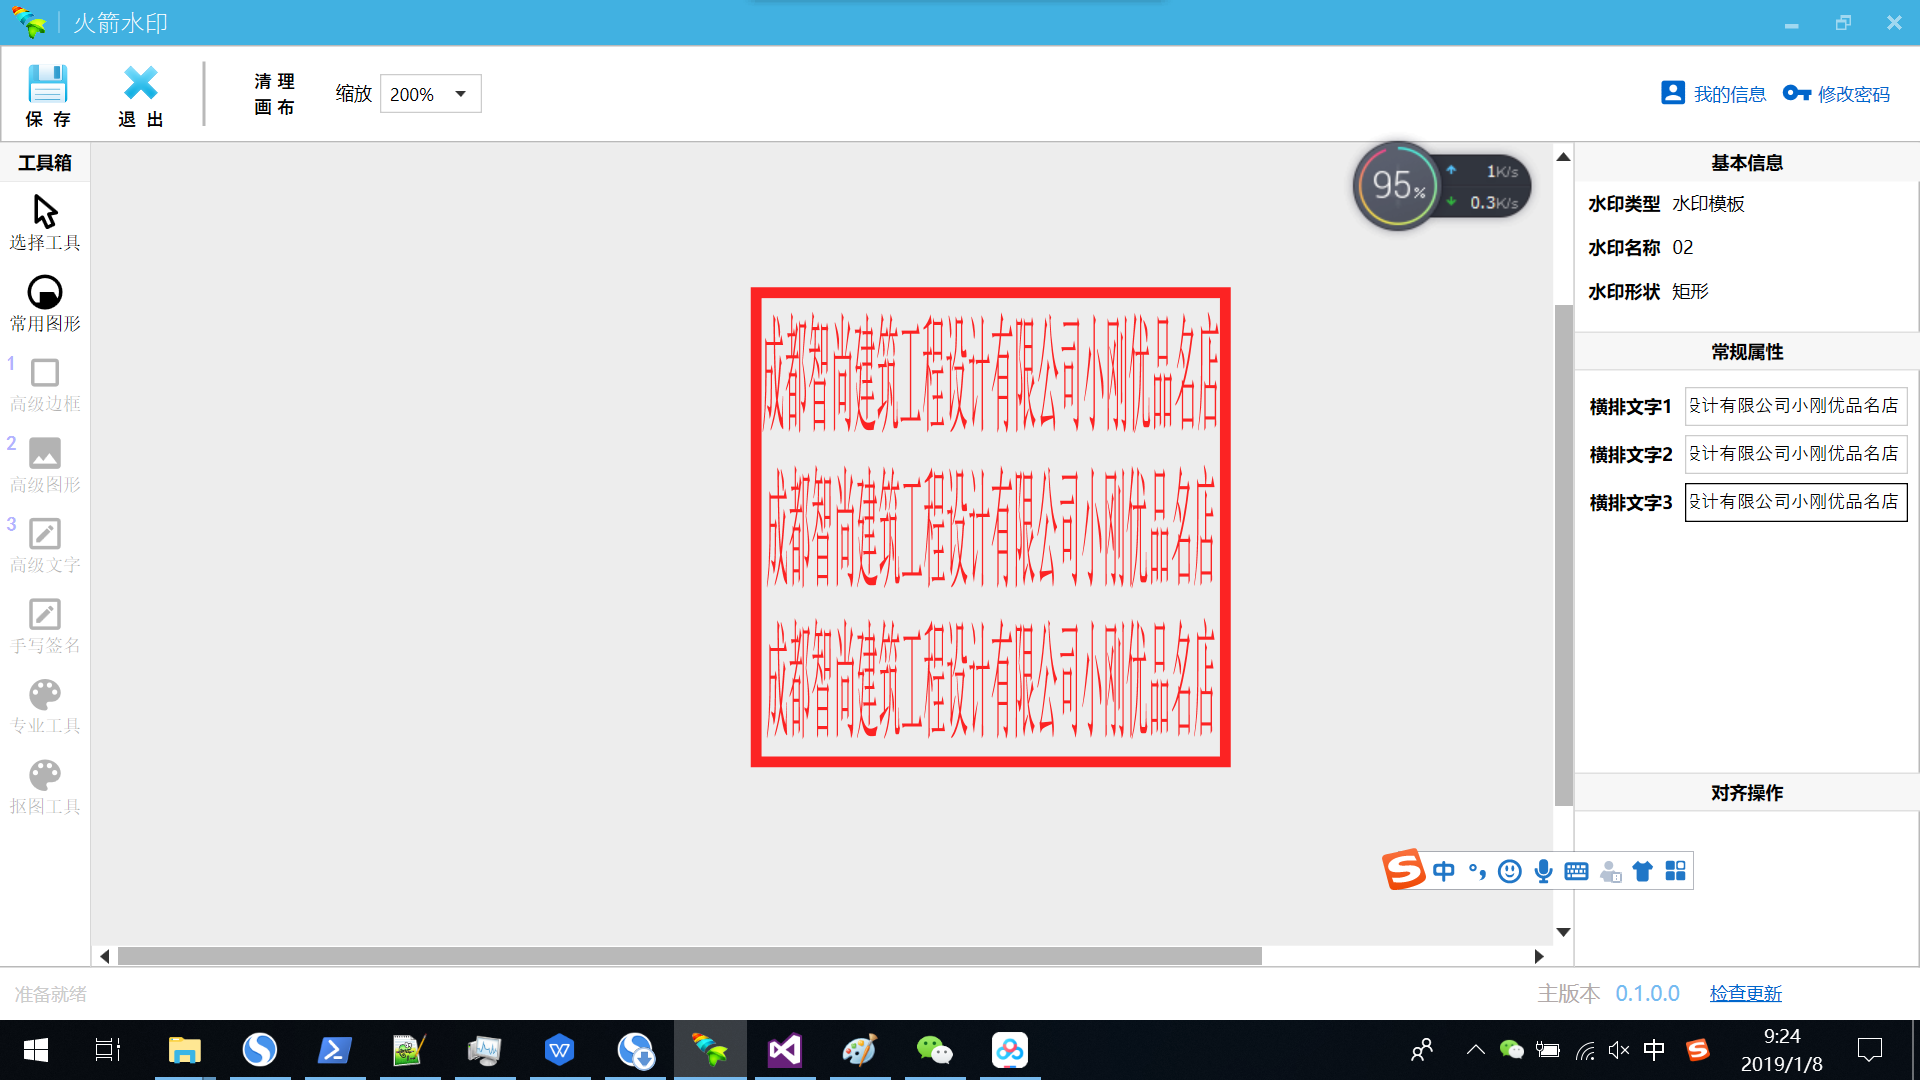 火箭水印
保存
退出
清理
画布
缩放
200%
我的信息
修改密码
工具箱
选择工具
常用图形
1
高级边框
2
高级图形
3
高级文字
手写签名
专业工具
抠图工具
95%
1K/s
0.3K/s
成都智尚建筑工程设计有限公司小刚优品名店
成都智尚建筑工程设计有限公司小刚优品名店
成都智尚建筑工程设计有限公司小刚优品名店
基本信息
水印类型 水印模板
水印名称 02
水印形状 矩形
常规属性
横排文字1 设计有限公司小刚优品名店
横排文字2 设计有限公司小刚优品名店
横排文字3 设计有限公司小刚优品名店
对齐操作
中
准备就绪
主版本 0.1.0.0 检查更新
中
9:24
2019/1/8